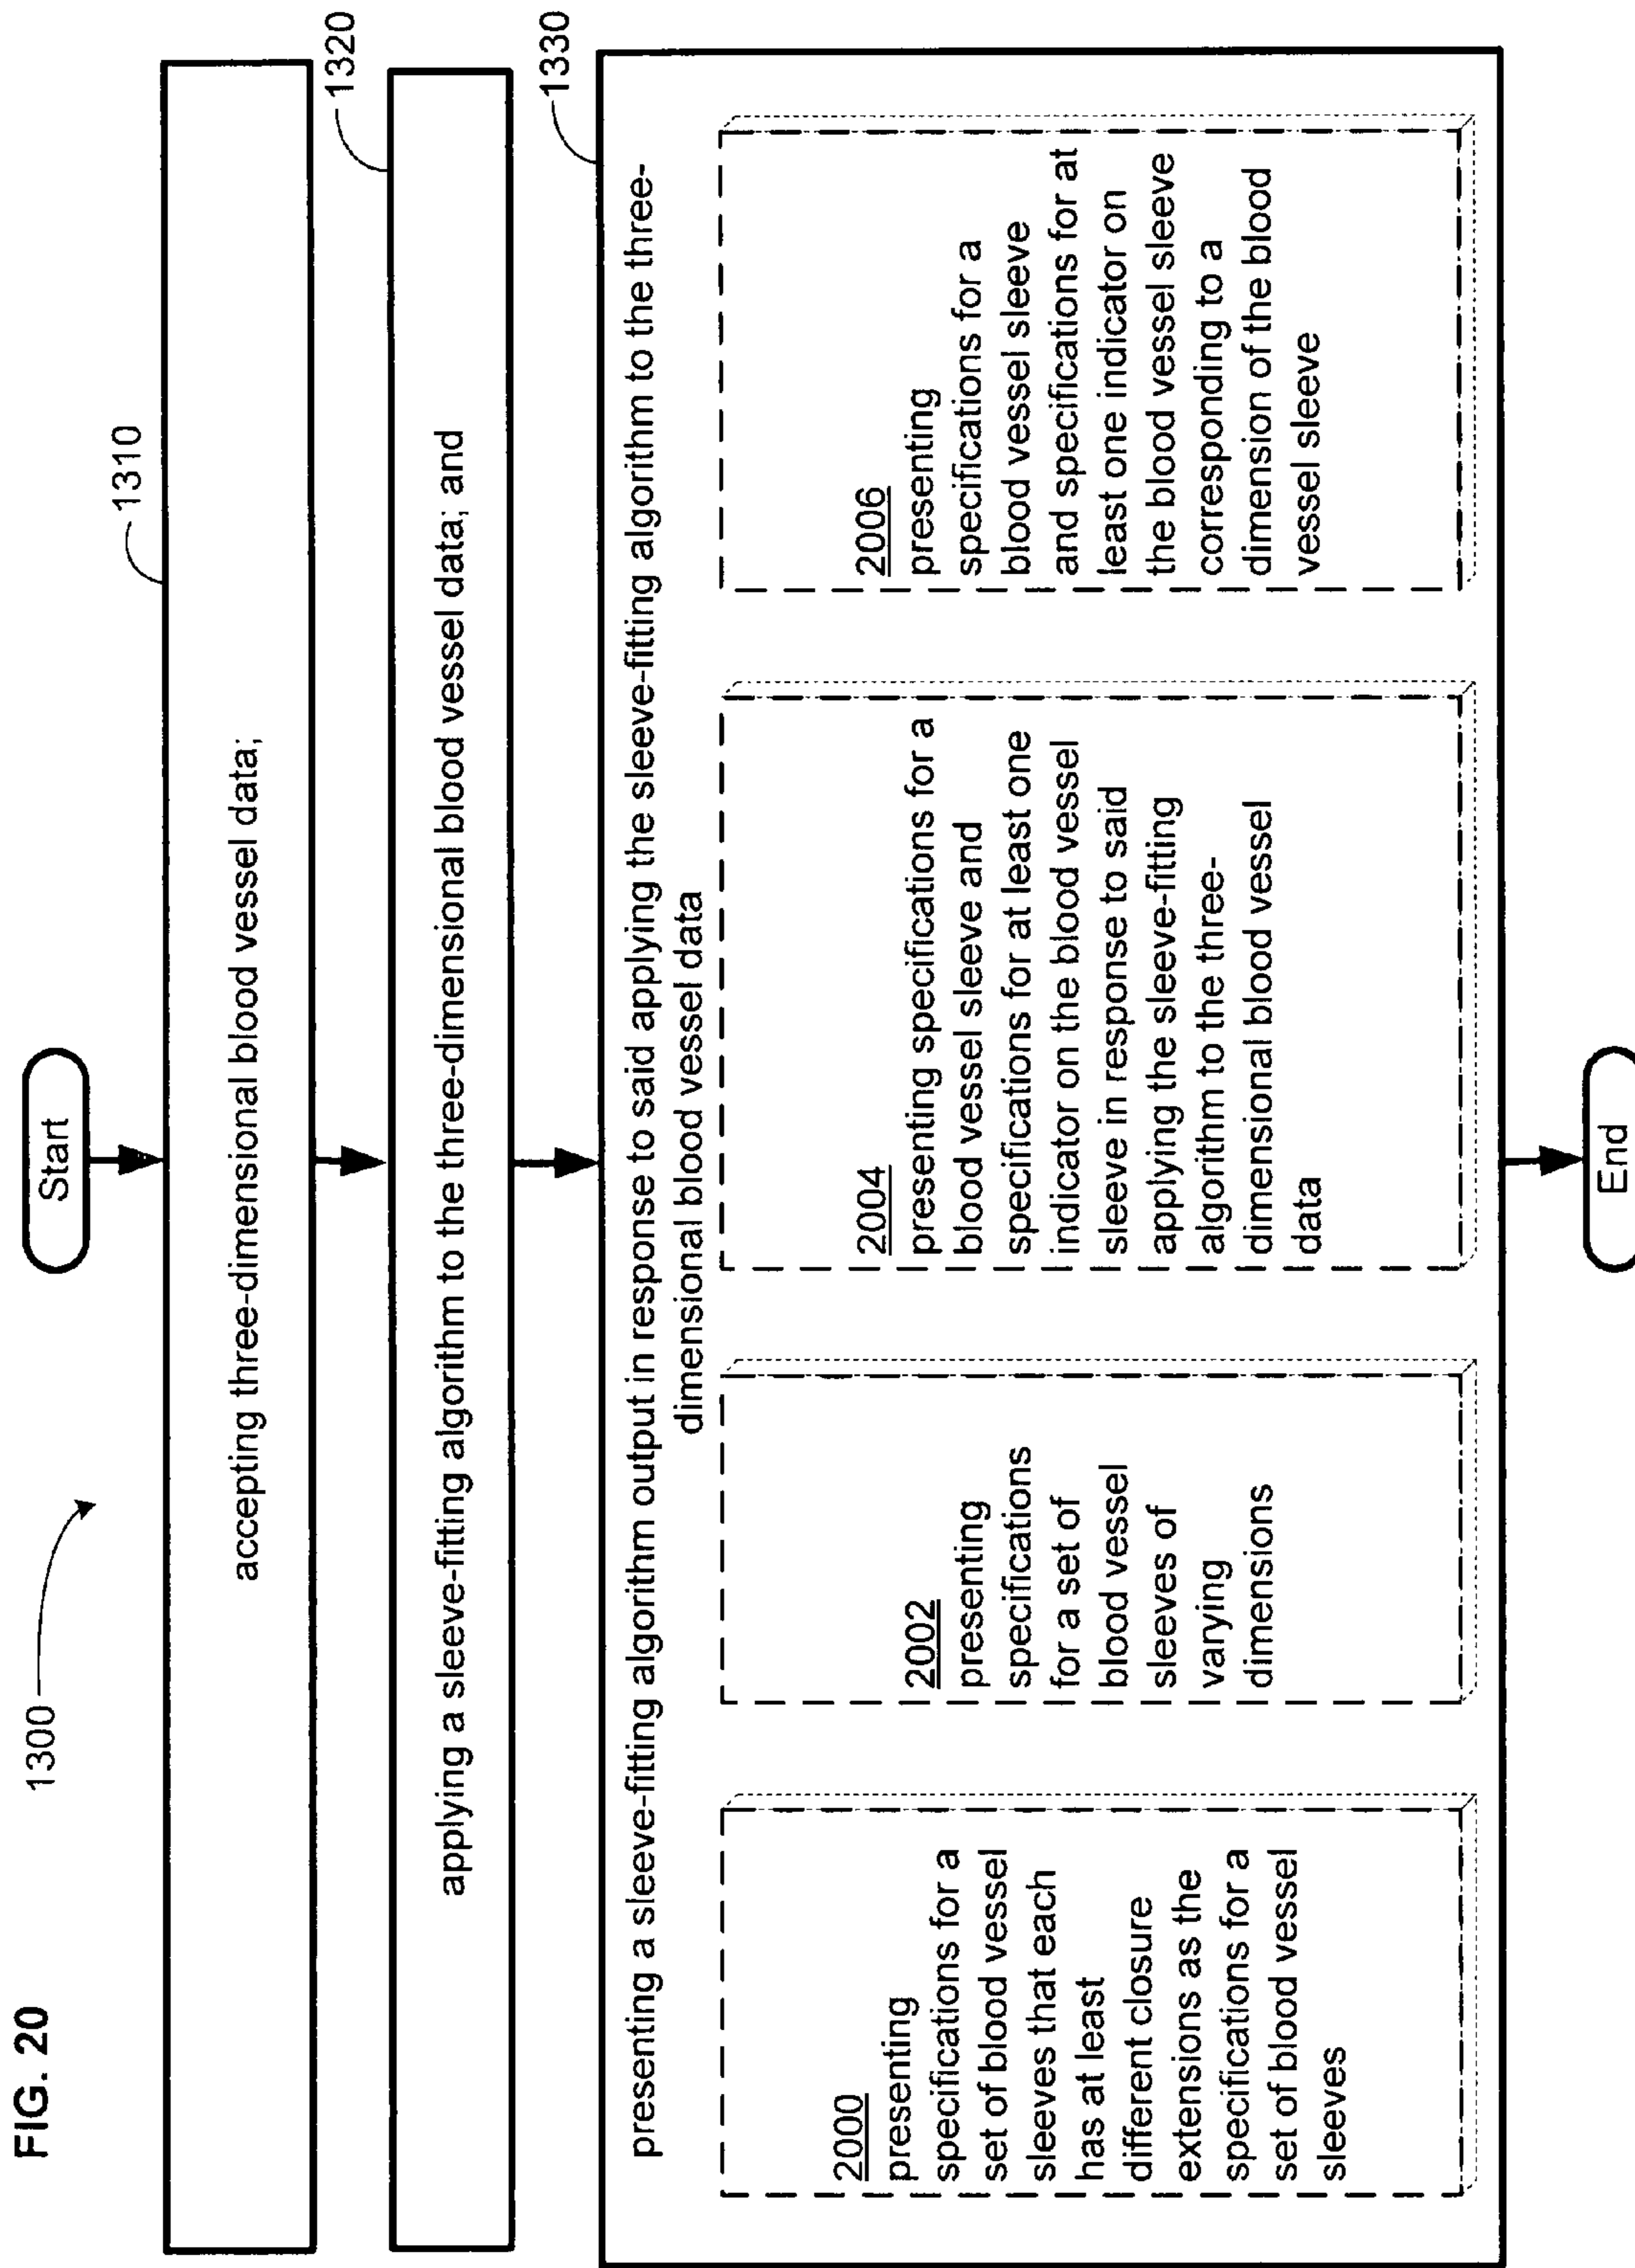 FIG. 20
1300
Start
1310
accepting three-dimensional blood vessel data;
1320
applying a sleeve-fitting algorithm to the three-dimensional blood vessel data; and
1330
presenting a sleeve-fitting algorithm output in response to said applying the sleeve-fitting algorithm to the three-
dimensional blood vessel data
2000
presenting
specifications for a
set of blood vessel
sleeves that each
has at least
different closure
extensions as the
specifications for a
set of blood vessel
sleeves
2002
presenting
specifications
for a set of
blood vessel
sleeves of
varying
dimensions
2004
presenting specifications for a
blood vessel sleeve and
specifications for at least one
indicator on the blood vessel
sleeve in response to said
applying the sleeve-fitting
algorithm to the three-
dimensional blood vessel
data
2006
presenting
specifications for a
blood vessel sleeve
and specifications for at
least one indicator on
the blood vessel sleeve
corresponding to a
dimension of the blood
vessel sleeve
End